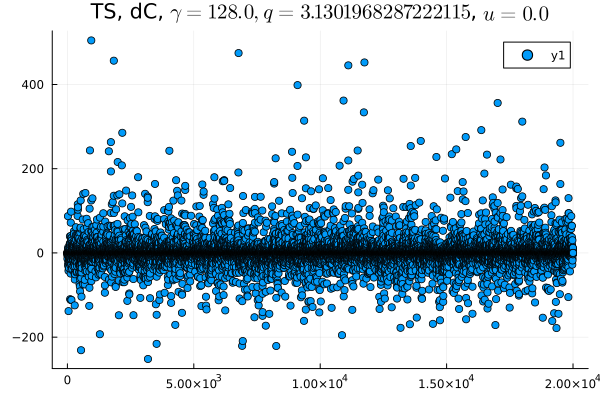 TS, dC, γ = 128.0, q = 3.1301968287222115, u = 0.0
y1
400
200
0
−200
0 5.00×10³ 1.00×10⁴ 1.50×10⁴ 2.00×10⁴